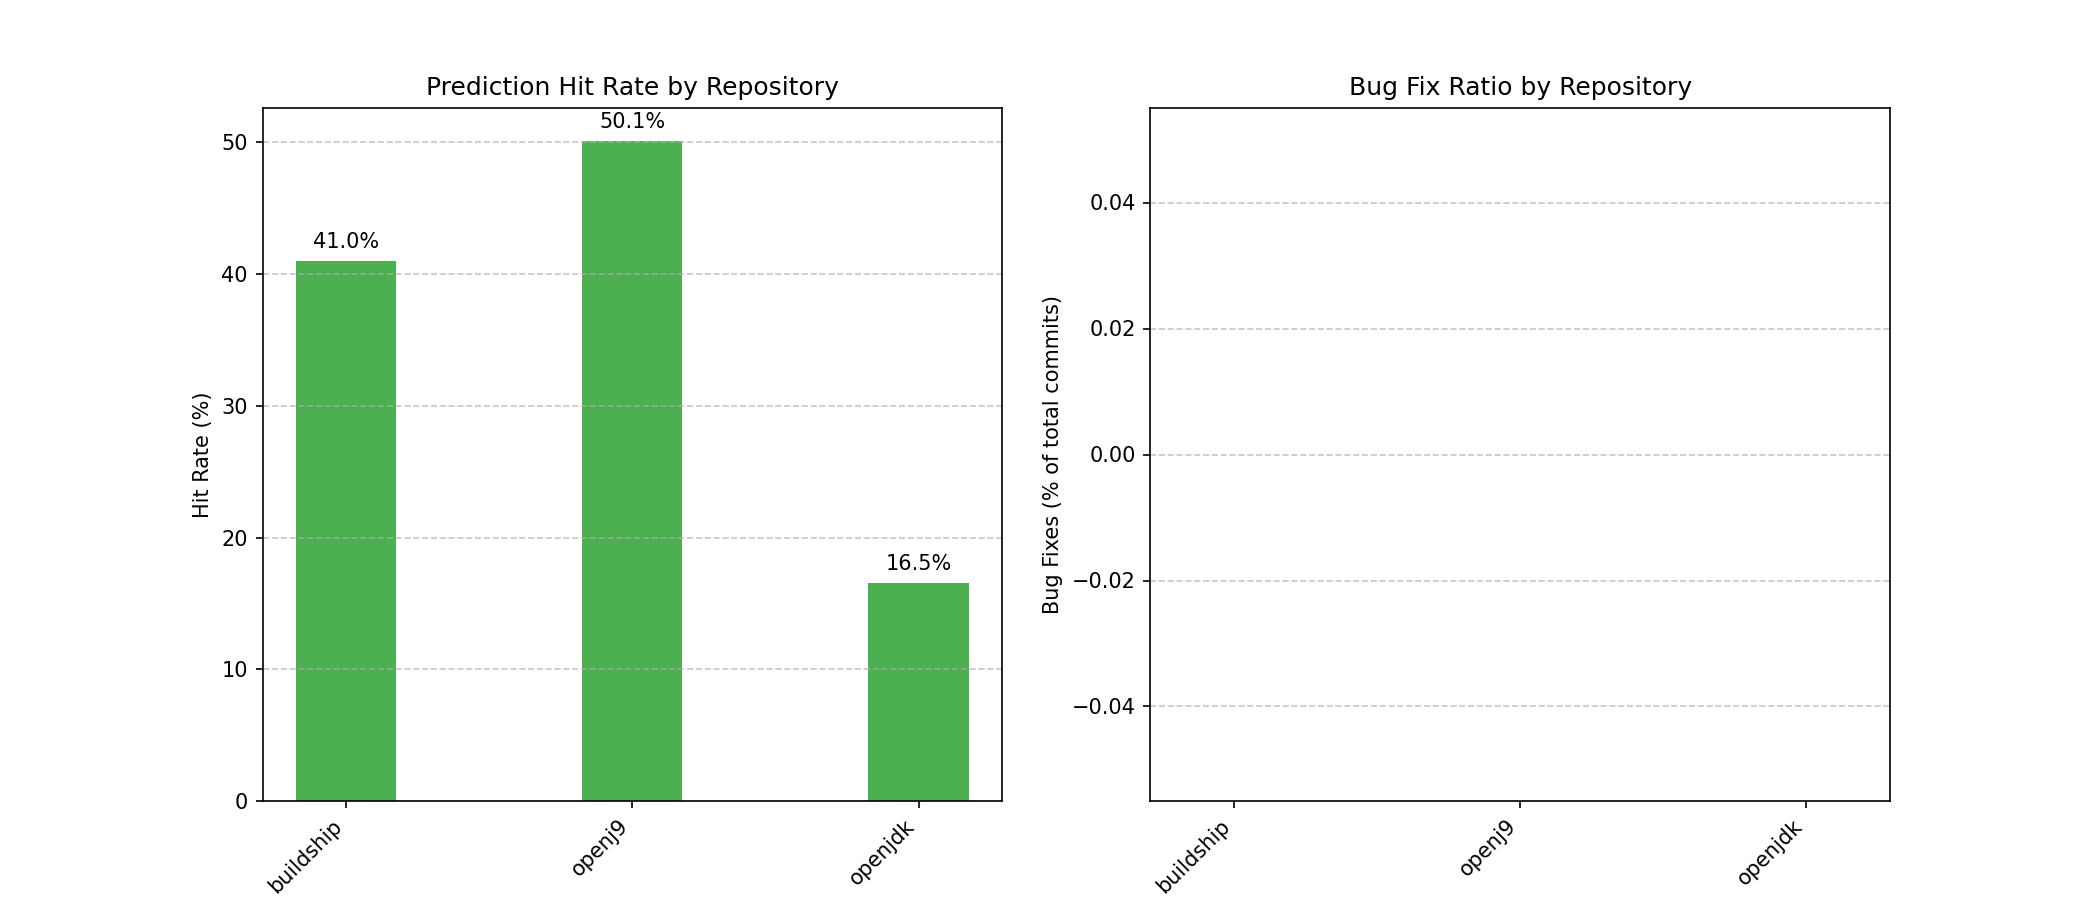 Prediction Hit Rate by Repository
Hit Rate (%)
50
40
30
20
10
0
41.0%
50.1%
16.5%
buildship
openj9
openjdk
Bug Fix Ratio by Repository
Bug Fixes (% of total commits)
0.04
0.02
0.00
−0.02
−0.04
buildship
openj9
openjdk